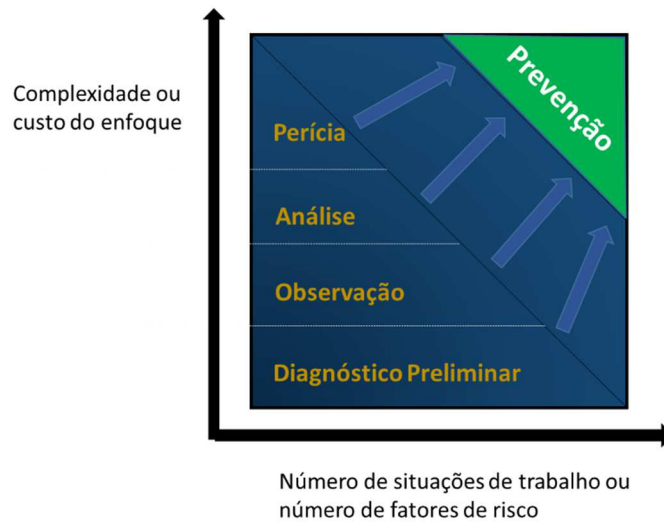 Complexidade ou
custo do enfoque
Prevenção
Perícia
Análise
Observação
Diagnóstico Preliminar
Número de situações de trabalho ou
número de fatores de risco